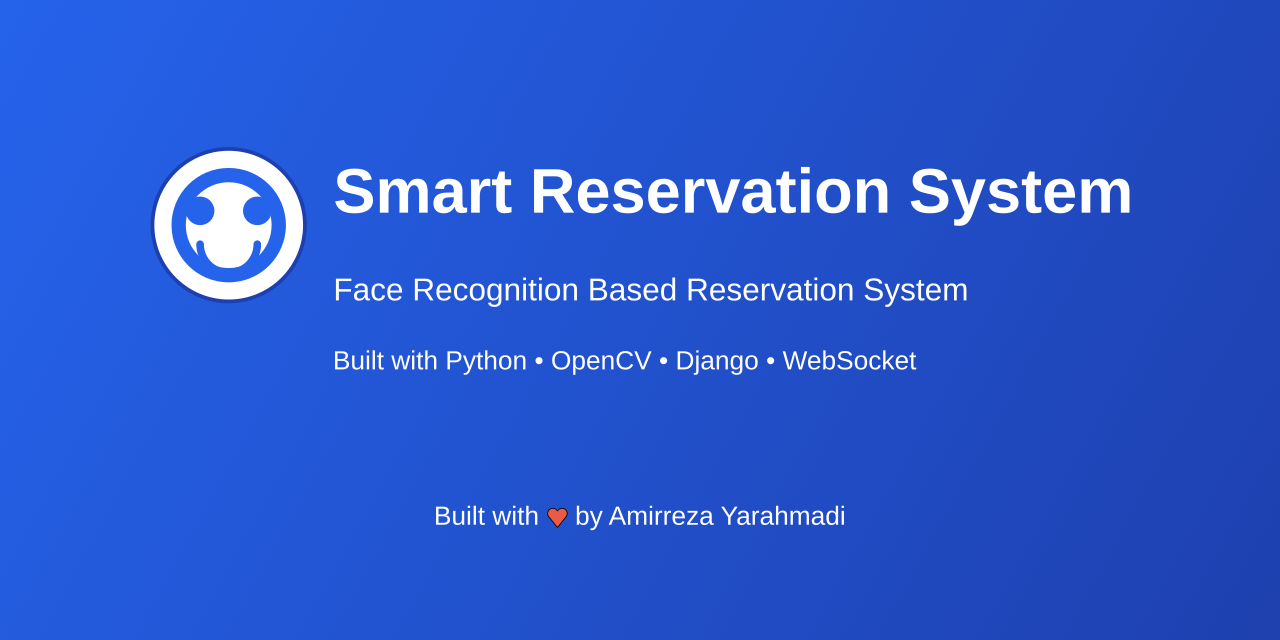 Smart Reservation System
Face Recognition Based Reservation System
Built with Python • OpenCV • Django • WebSocket
Built with ❤ by Amirreza Yarahmadi